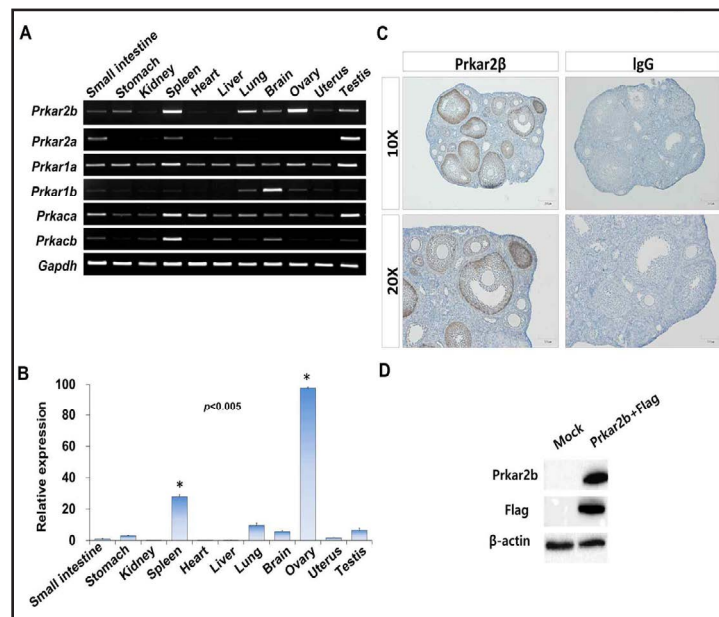 A
Small intestine
Stomach
Kidney
Spleen
Heart
Liver
Lung
Brain
Ovary
Uterus
Testis
Prkar2b
Prkar2a
Prkar1a
Prkar1b
Prkaca
Prkacb
Gapdh
B
Relative expression
100
80
60
40
20
0
p<0.005
*
*
Small intestine
Stomach
Kidney
Spleen
Heart
Liver
Lung
Brain
Ovary
Uterus
Testis
C
Prkar2β
IgG
10X
20X
D
Mock
Prkar2b+Flag
Prkar2b
Flag
β-actin